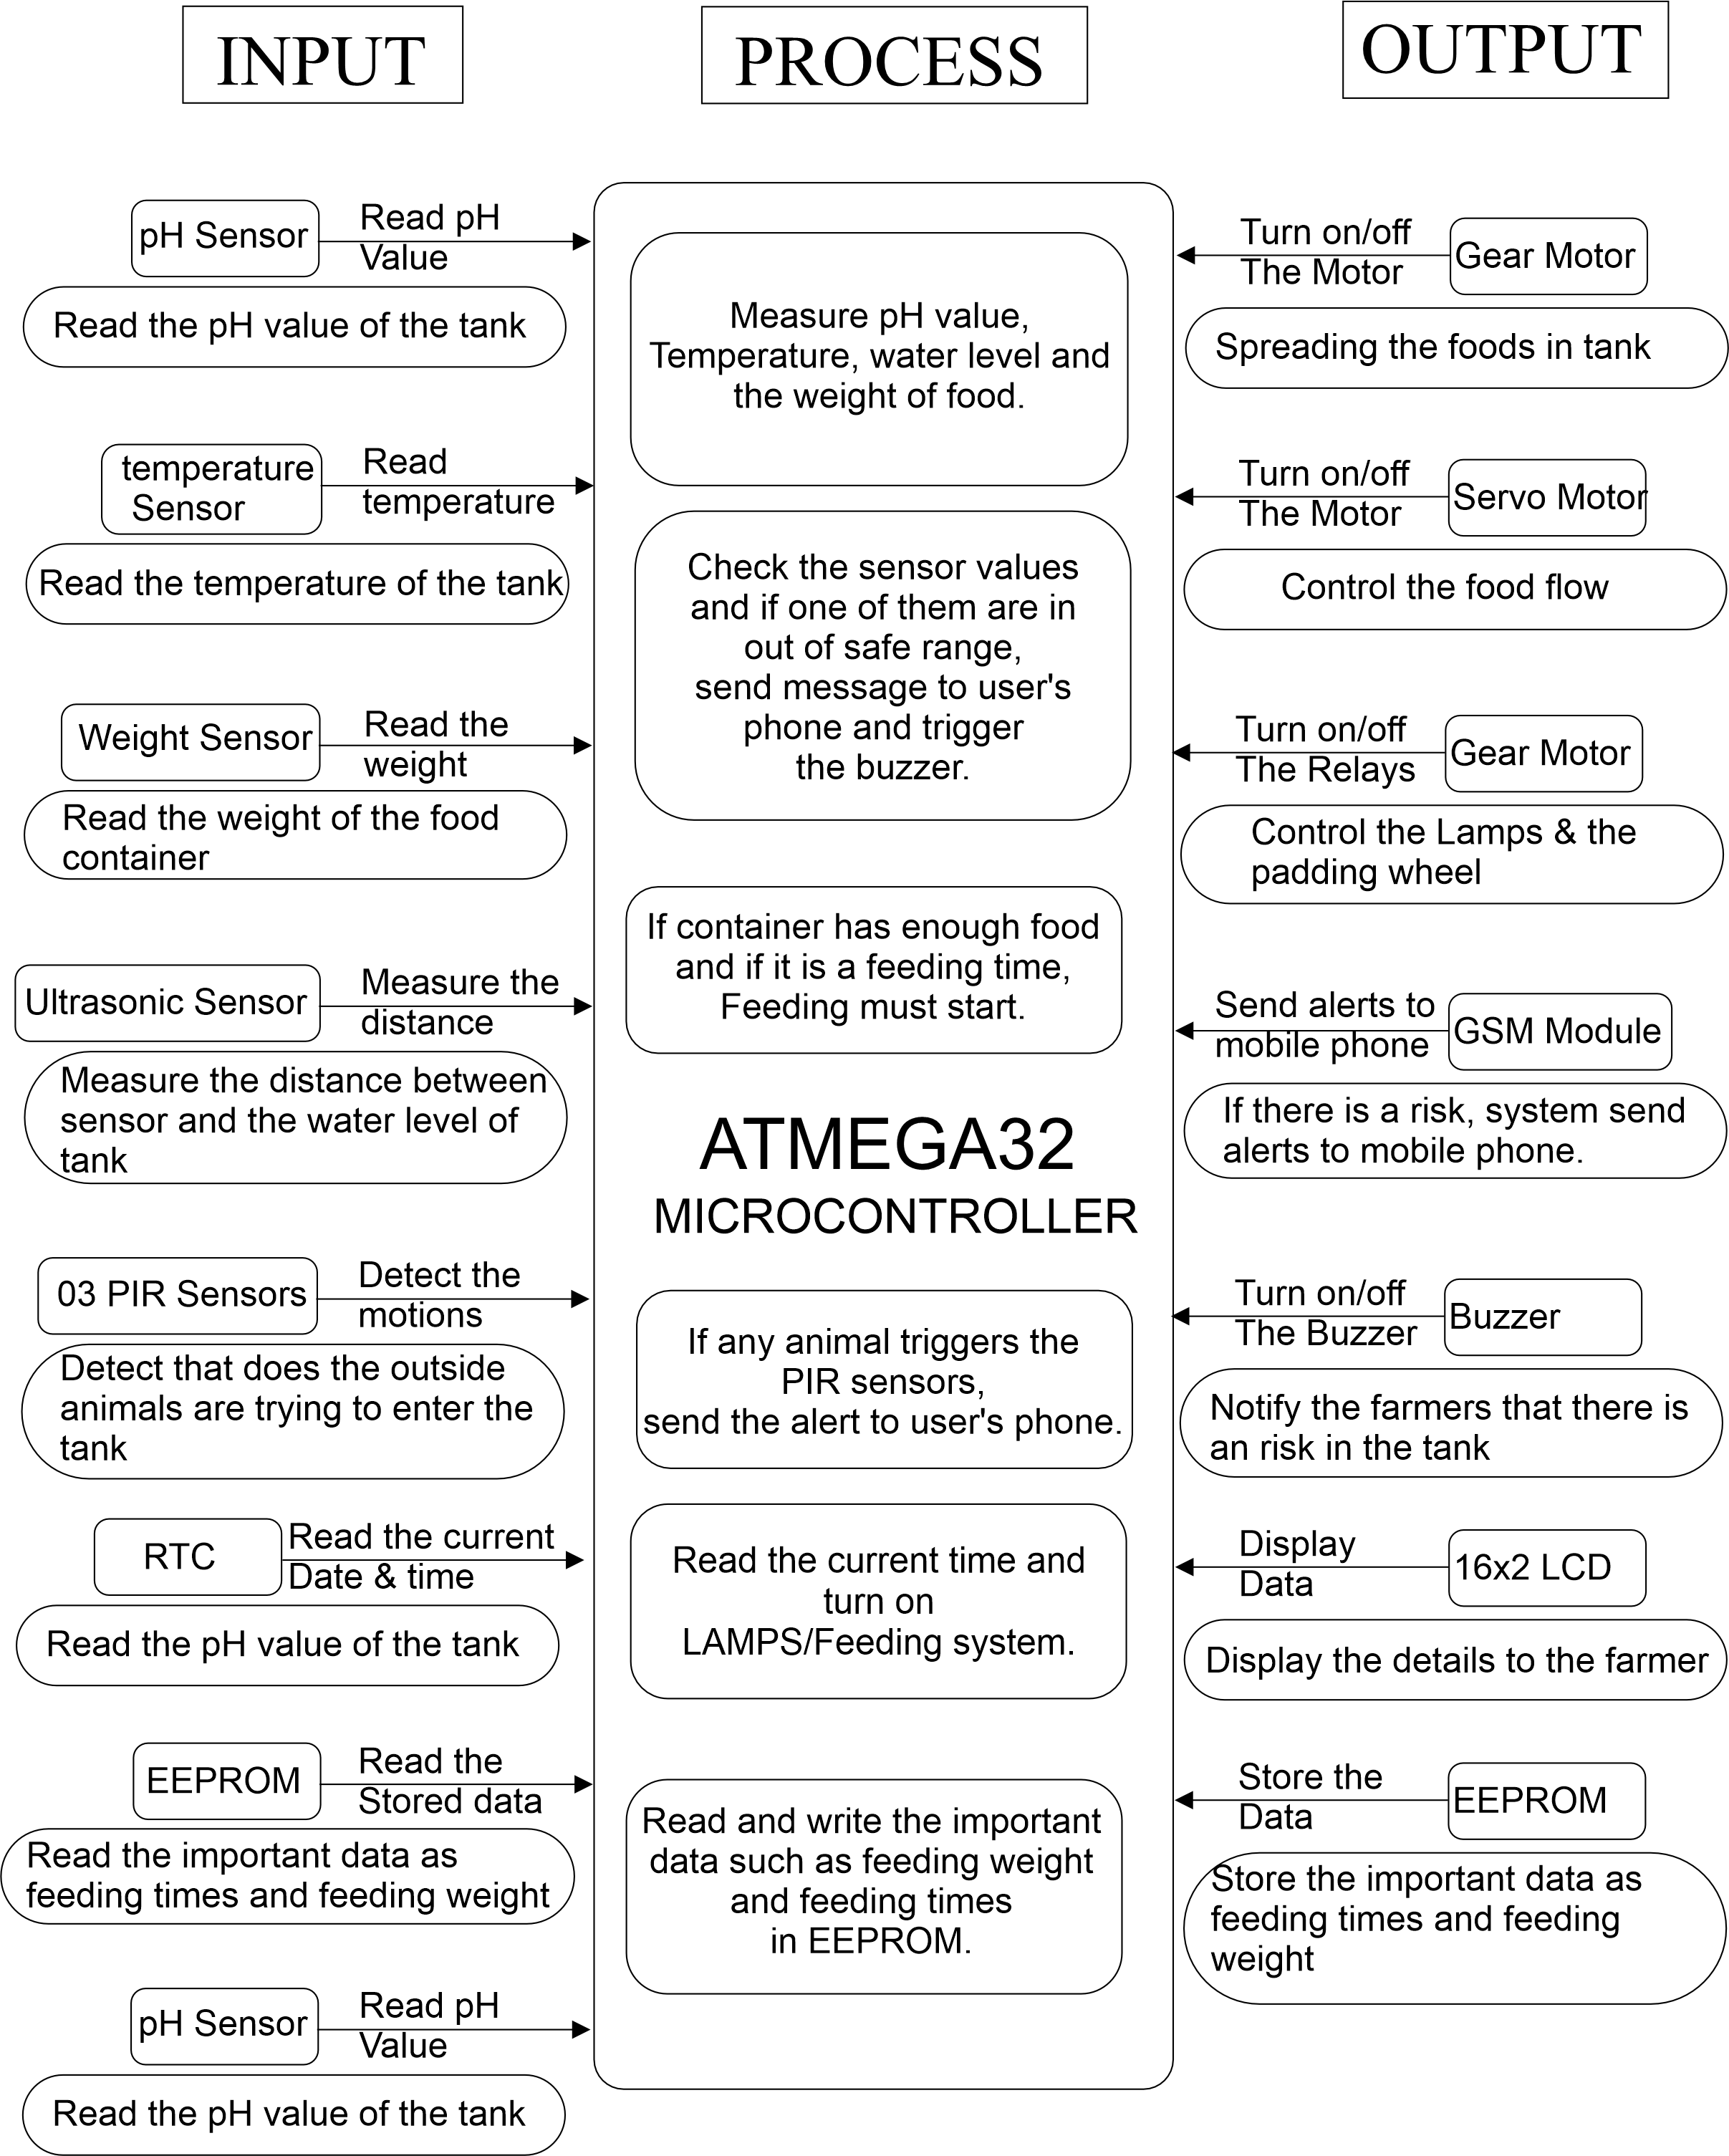 INPUT
PROCESS
OUTPUT
pH Sensor
Read pH
Value
Read the pH value of the tank
temperature
Sensor
Read
temperature
Read the temperature of the tank
Weight Sensor
Read the
weight
Read the weight of the food
container
Ultrasonic Sensor
Measure the
distance
Measure the distance between
sensor and the water level of
tank
03 PIR Sensors
Detect the
motions
Detect that does the outside
animals are trying to enter the
tank
RTC
Read the current
Date & time
Read the pH value of the tank
EEPROM
Read the
Stored data
Read the important data as
feeding times and feeding weight
pH Sensor
Read pH
Value
Read the pH value of the tank
Measure pH value,
Temperature, water level and
the weight of food.
Check the sensor values
and if one of them are in
out of safe range,
send message to user's
phone and trigger
the buzzer.
If container has enough food
and if it is a feeding time,
Feeding must start.
ATMEGA32
MICROCONTROLLER
If any animal triggers the
PIR sensors,
send the alert to user's phone.
Read the current time and
turn on
LAMPS/Feeding system.
Read and write the important
data such as feeding weight
and feeding times
in EEPROM.
Turn on/off
The Motor
Gear Motor
Spreading the foods in tank
Turn on/off
The Motor
Servo Motor
Control the food flow
Turn on/off
The Relays
Gear Motor
Control the Lamps & the
padding wheel
Send alerts to
mobile phone
GSM Module
If there is a risk, system send
alerts to mobile phone.
Turn on/off
The Buzzer
Buzzer
Notify the farmers that there is
an risk in the tank
Display
Data
16x2 LCD
Display the details to the farmer
Store the
Data
EEPROM
Store the important data as
feeding times and feeding
weight